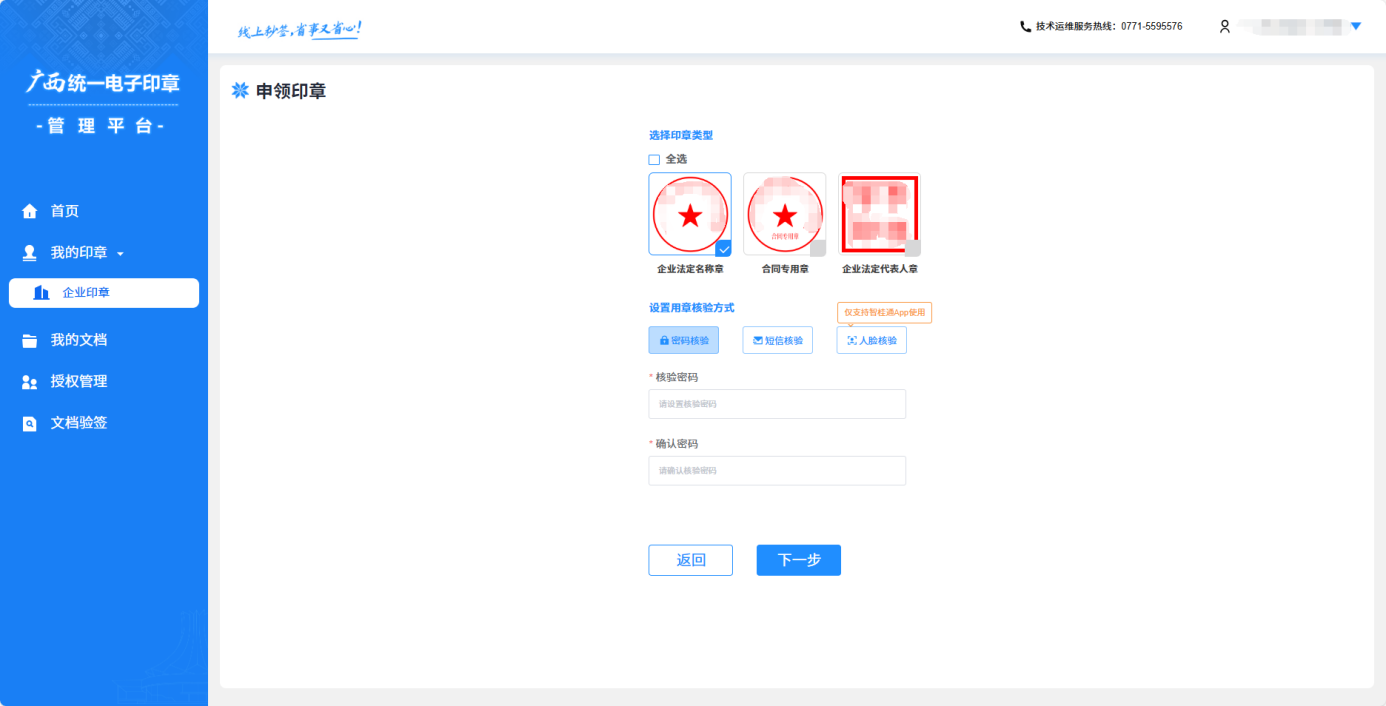 广西统一电子印章
-管理平台-
首页
我的印章
企业印章
我的文档
授权管理
文档验签
线上秒签,省事又省心!
技术运维服务热线：0771-5595576
申领印章
选择印章类型
全选
合同专用章
企业法定名称章
合同专用章
企业法定代表人章
设置用章核验方式
仅支持智桂通App使用
密码核验
短信核验
人脸核验
* 核验密码
请设置核验密码
* 确认密码
请确认核验密码
返回
下一步